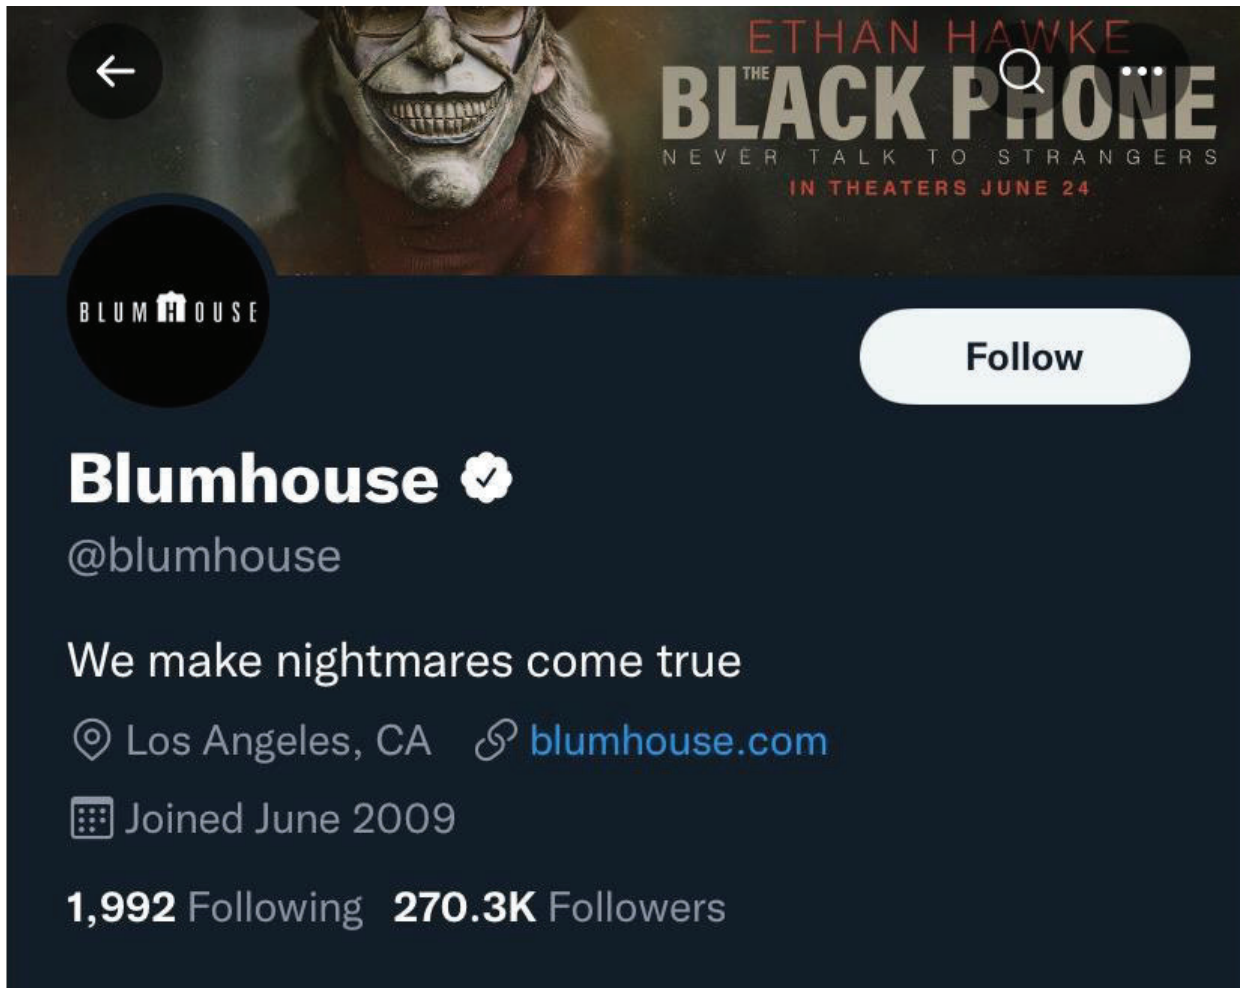 ETHAN HAWKE
THE
BLACK PHONE
NEVER TALK TO STRANGERS
IN THEATERS JUNE 24
BLUMHOUSE
Follow
Blumhouse
@blumhouse
We make nightmares come true
Los Angeles, CA blumhouse.com
Joined June 2009
1,992 Following 270.3K Followers